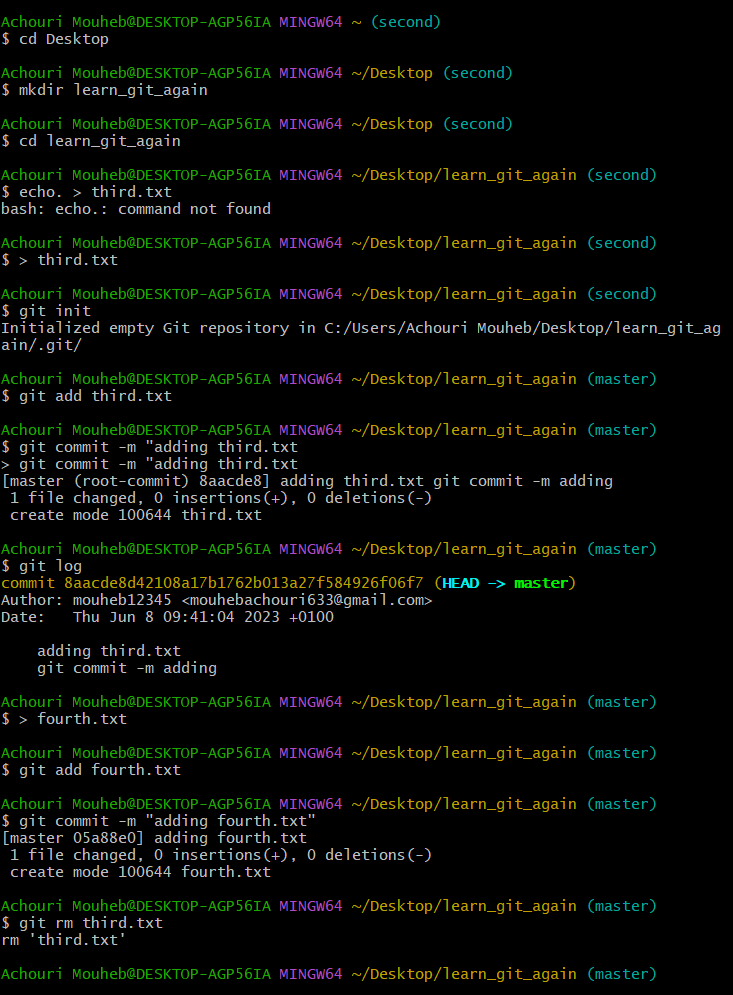 Achouri Mouheb@DESKTOP-AGP56IA MINGW64 ~ (second)
$ cd Desktop
Achouri Mouheb@DESKTOP-AGP56IA MINGW64 ~/Desktop (second)
$ mkdir learn_git_again
Achouri Mouheb@DESKTOP-AGP56IA MINGW64 ~/Desktop (second)
$ cd learn_git_again
Achouri Mouheb@DESKTOP-AGP56IA MINGW64 ~/Desktop/learn_git_again (second)
$ echo. > third.txt
bash: echo.: command not found
Achouri Mouheb@DESKTOP-AGP56IA MINGW64 ~/Desktop/learn_git_again (second)
$ > third.txt
Achouri Mouheb@DESKTOP-AGP56IA MINGW64 ~/Desktop/learn_git_again (second)
$ git init
Initialized empty Git repository in C:/Users/Achouri Mouheb/Desktop/learn_git_ag
ain/.git/
Achouri Mouheb@DESKTOP-AGP56IA MINGW64 ~/Desktop/learn_git_again (master)
$ git add third.txt
Achouri Mouheb@DESKTOP-AGP56IA MINGW64 ~/Desktop/learn_git_again (master)
$ git commit -m "adding third.txt
> git commit -m "adding third.txt
[master (root-commit) 8aacde8] adding third.txt git commit -m adding
 1 file changed, 0 insertions(+), 0 deletions(-)
 create mode 100644 third.txt
Achouri Mouheb@DESKTOP-AGP56IA MINGW64 ~/Desktop/learn_git_again (master)
$ git log
commit 8aacde8d42108a17b1762b013a27f584926f06f7 (HEAD -> master)
Author: mouheb12345 <mouhebachouri633@gmail.com>
Date:   Thu Jun 8 09:41:04 2023 +0100
    adding third.txt
    git commit -m adding
Achouri Mouheb@DESKTOP-AGP56IA MINGW64 ~/Desktop/learn_git_again (master)
$ > fourth.txt
Achouri Mouheb@DESKTOP-AGP56IA MINGW64 ~/Desktop/learn_git_again (master)
$ git add fourth.txt
Achouri Mouheb@DESKTOP-AGP56IA MINGW64 ~/Desktop/learn_git_again (master)
$ git commit -m "adding fourth.txt"
[master 05a88e0] adding fourth.txt
 1 file changed, 0 insertions(+), 0 deletions(-)
 create mode 100644 fourth.txt
Achouri Mouheb@DESKTOP-AGP56IA MINGW64 ~/Desktop/learn_git_again (master)
$ git rm third.txt
rm 'third.txt'
Achouri Mouheb@DESKTOP-AGP56IA MINGW64 ~/Desktop/learn_git_again (master)